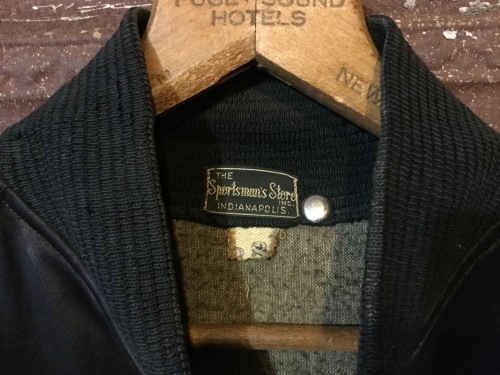 PUGET SOUND
HOTELS
NEW
THE
Sportsman's Store
INC.
INDIANAPOLIS.